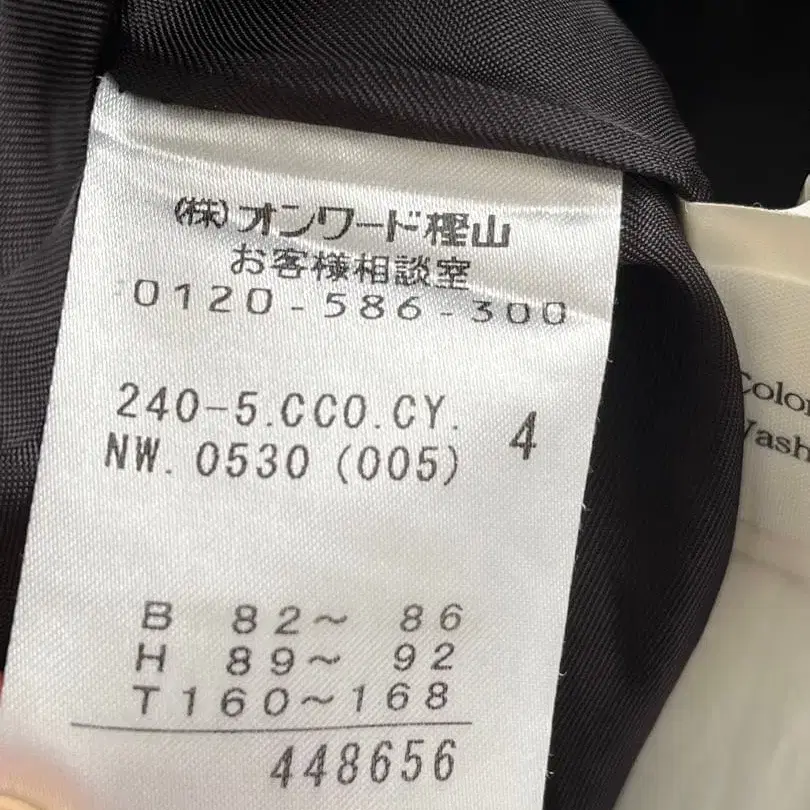 (株)オンワード樫山
お客様相談室
0120-586-300
240-5.CCO.CY. 4
NW. 0530 (005)
B 82~ 86
H 89~ 92
T160~168
448656